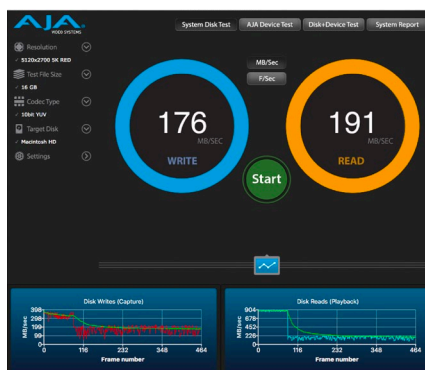 AJA
VIDEO SYSTEMS
System Disk Test
AJA Device Test
Disk+Device Test
System Report
Resolution
5120x2700 5K RED
Test File Size
16 GB
Codec Type
10bit YUV
Target Disk
Macintosh HD
Settings
MB/Sec
F/Sec
176
MB/SEC
WRITE
191
MB/SEC
READ
Start
Disk Writes (Capture)
MB/sec
398
298
199
99
0
0 116 232 348 464
Frame number
Disk Reads (Playback)
MB/sec
904
678
452
226
0
0 116 232 348 464
Frame number